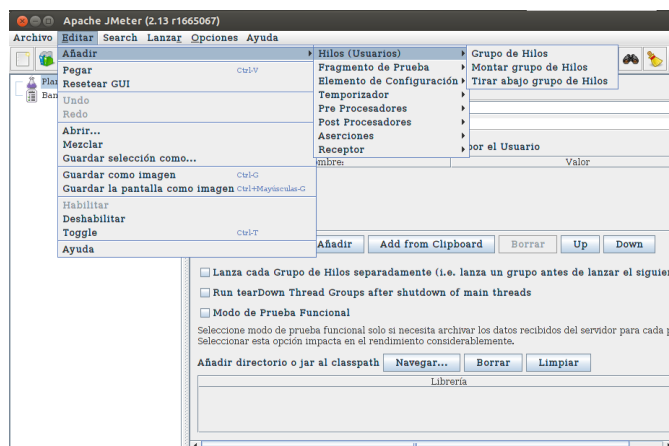 Apache JMeter (2.13 r1665067)
Archivo Editar Search Lanzar Opciones Ayuda
Añadir
Pegar Ctrl-V
Resetear GUI
Undo
Redo
Abrir...
Mezclar
Guardar selección como...
Guardar como imagen Ctrl-G
Guardar la pantalla como imagen Ctrl+Mayúsculas-G
Habilitar
Deshabilitar
Toggle Ctrl-T
Ayuda
Hilos (Usuarios)
Fragmento de Prueba
Elemento de Configuración
Temporizador
Pre Procesadores
Post Procesadores
Aserciones
Receptor
Grupo de Hilos
Montar grupo de Hilos
Tirar abajo grupo de Hilos
Plan
Ban
por el Usuario
ombre: Valor
Añadir Add from Clipboard Borrar Up Down
Lanza cada Grupo de Hilos separadamente (i.e. lanza un grupo antes de lanzar el siguien
Run tearDown Thread Groups after shutdown of main threads
Modo de Prueba Funcional
Seleccione modo de prueba funcional solo si necesita archivar los datos recibidos del servidor para cada p
Seleccionar esta opción impacta en el rendimiento considerablemente.
Añadir directorio o jar al classpath Navegar... Borrar Limpiar
Librería